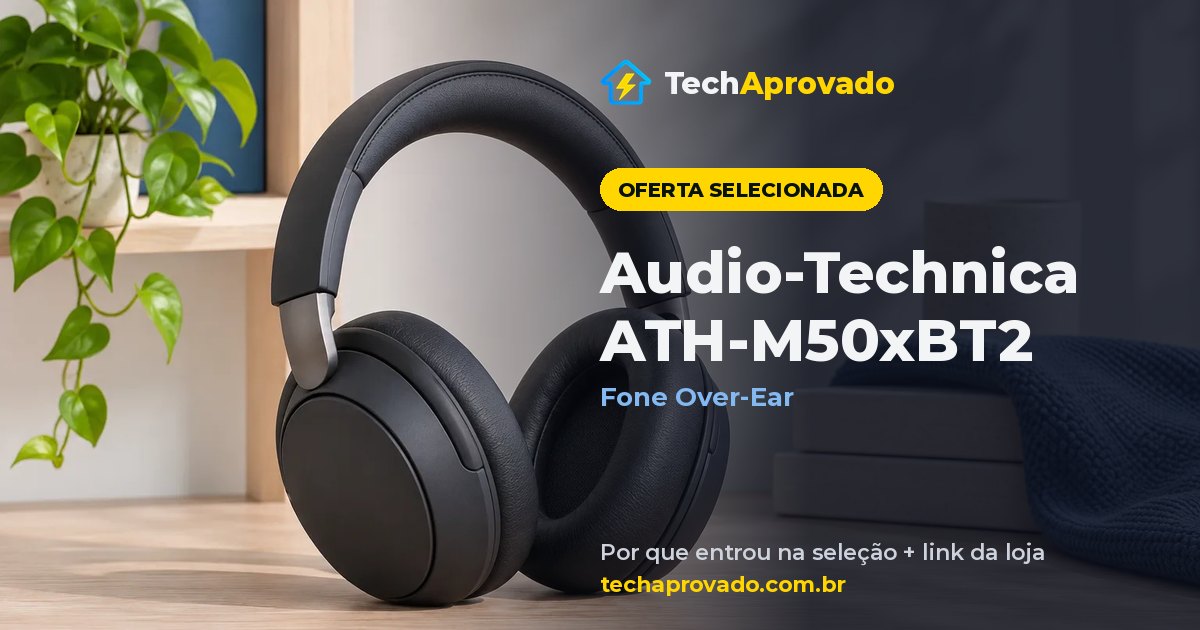 TechAprovado
OFERTA SELECIONADA
Audio-Technica
ATH-M50xBT2
Fone Over-Ear
Por que entrou na seleção + link da loja
techaprovado.com.br